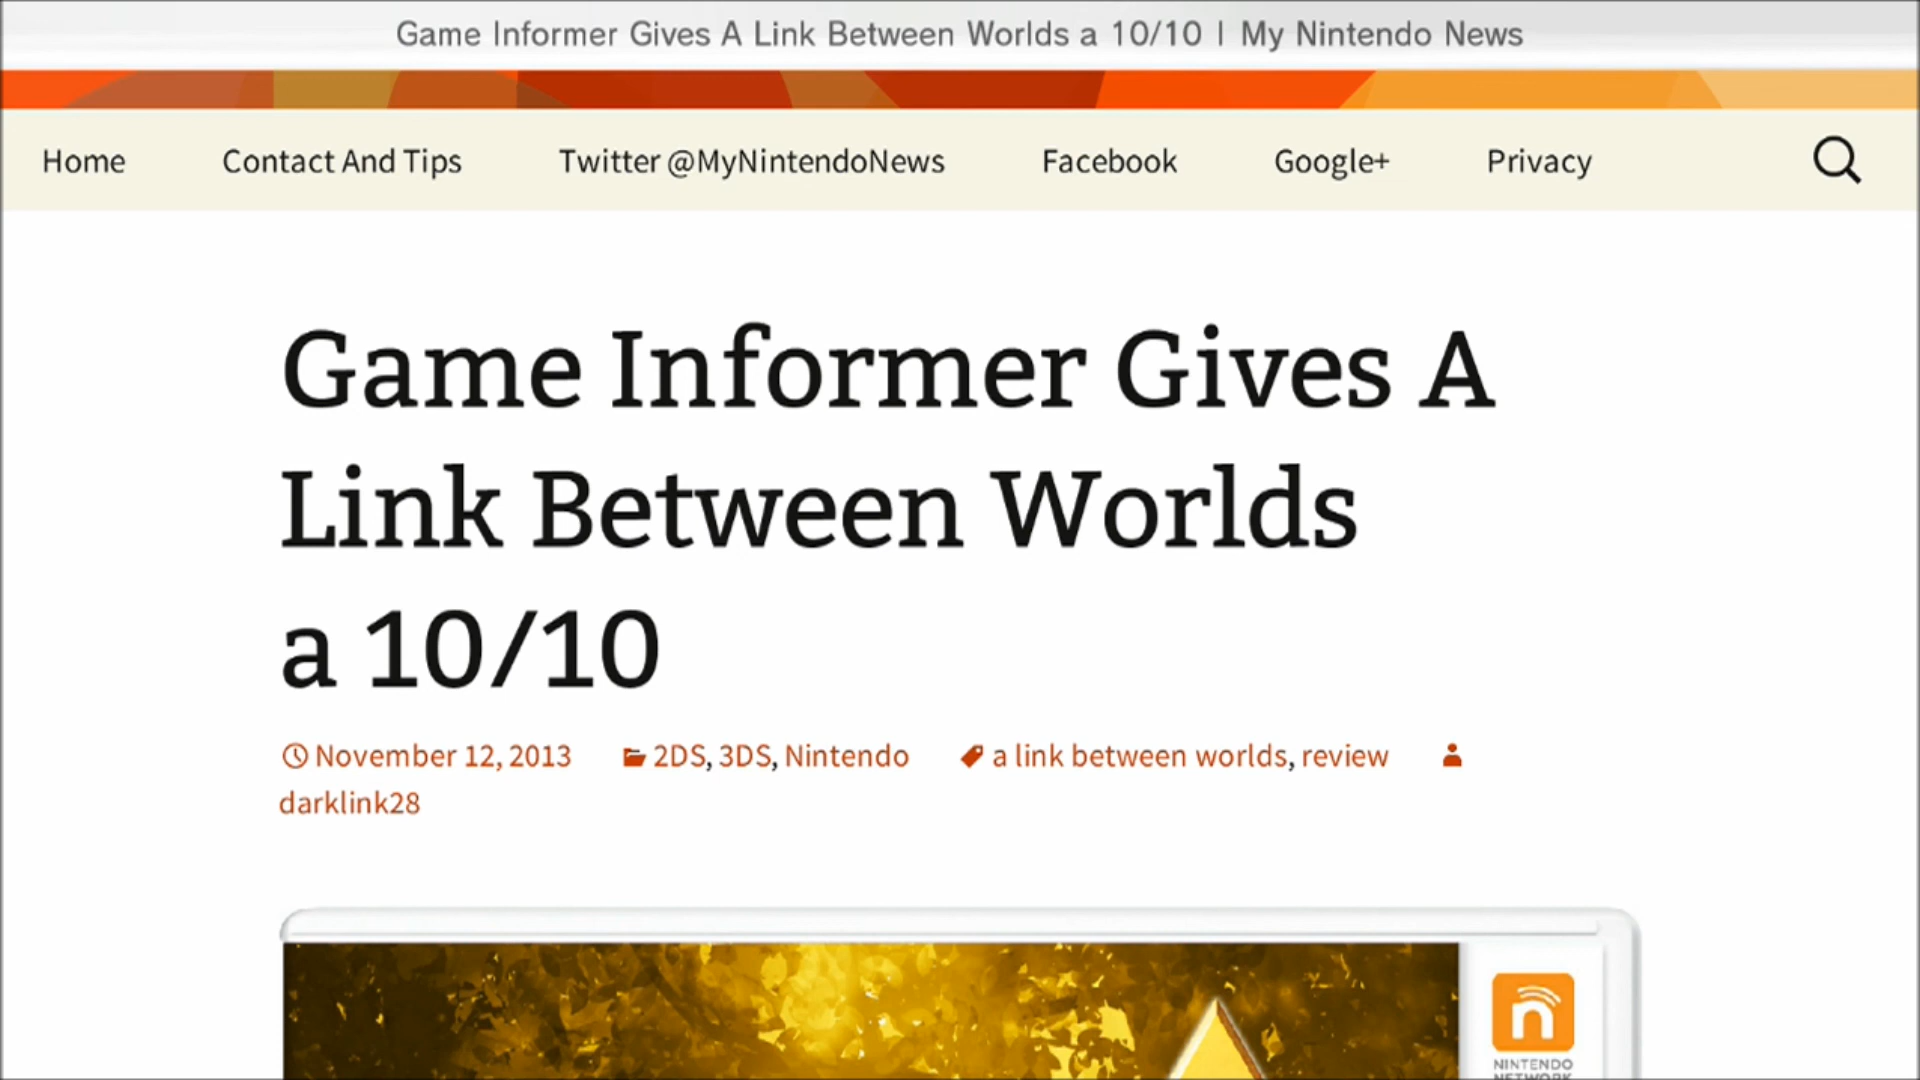 Game Informer Gives A Link Between Worlds a 10/10 | My Nintendo News
Home Contact And Tips Twitter @MyNintendoNews Facebook Google+ Privacy
Game Informer Gives A
Link Between Worlds
a 10/10
November 12, 2013 2DS, 3DS, Nintendo a link between worlds, review
darklink28
NINTENDO
NETWORK